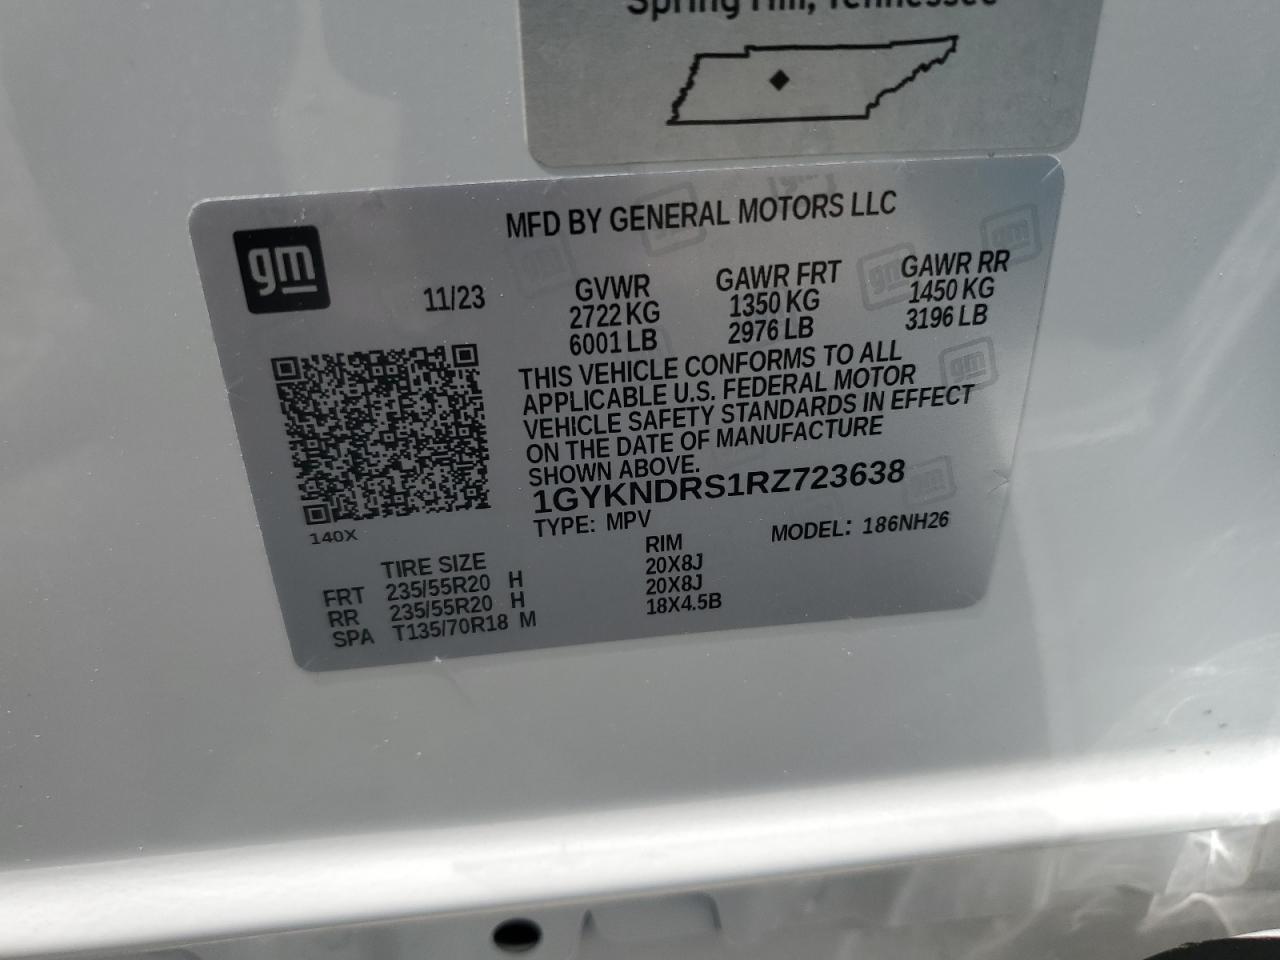 Spring Hill, Tennessee
gm
MFD BY GENERAL MOTORS LLC
11/23
GVWR
2722 KG
6001 LB
GAWR FRT
1350 KG
2976 LB
GAWR RR
1450 KG
3196 LB
THIS VEHICLE CONFORMS TO ALL
APPLICABLE U.S. FEDERAL MOTOR
VEHICLE SAFETY STANDARDS IN EFFECT
ON THE DATE OF MANUFACTURE
SHOWN ABOVE.
1GYKNDRS1RZ723638
TYPE: MPV
MODEL: 186NH26
140X
TIRE SIZE
RIM
FRT 235/55R20 H 20X8J
RR 235/55R20 H 20X8J
SPA T135/70R18 M 18X4.5B